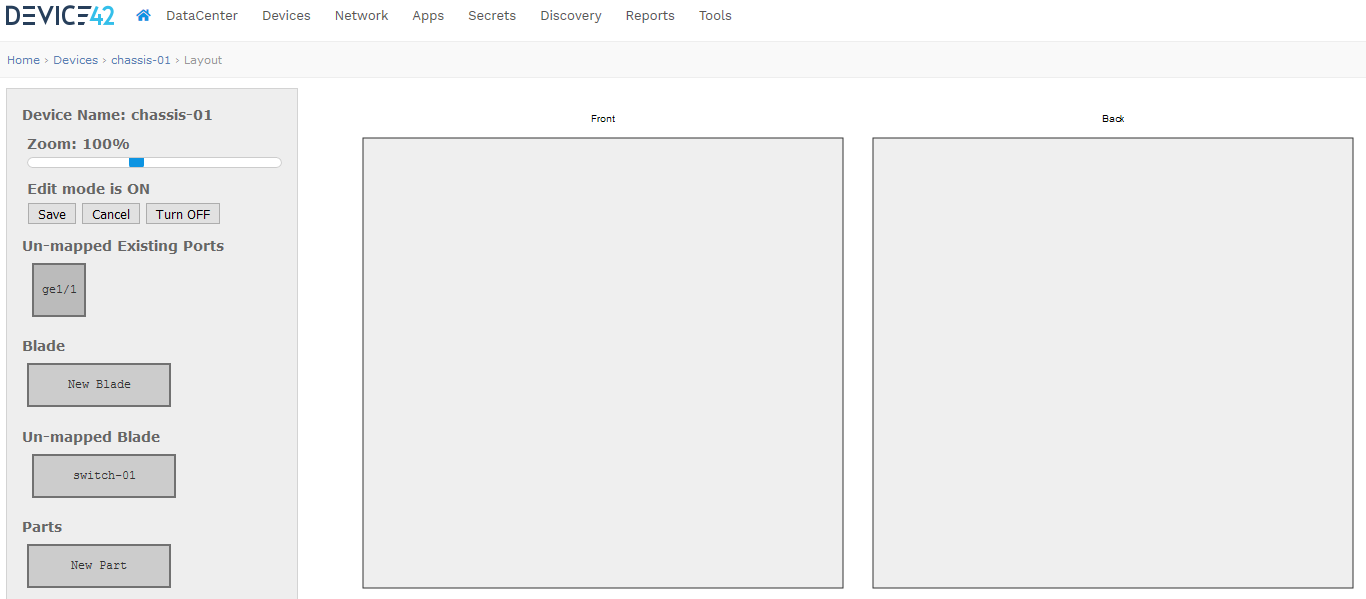 DEVICE42 DataCenter Devices Network Apps Secrets Discovery Reports Tools
Home › Devices › chassis-01 › Layout
Device Name: chassis-01
Zoom: 100%
Edit mode is ON
Save Cancel Turn OFF
Un-mapped Existing Ports
ge1/1
Blade
New Blade
Un-mapped Blade
switch-01
Parts
New Part
Front
Back